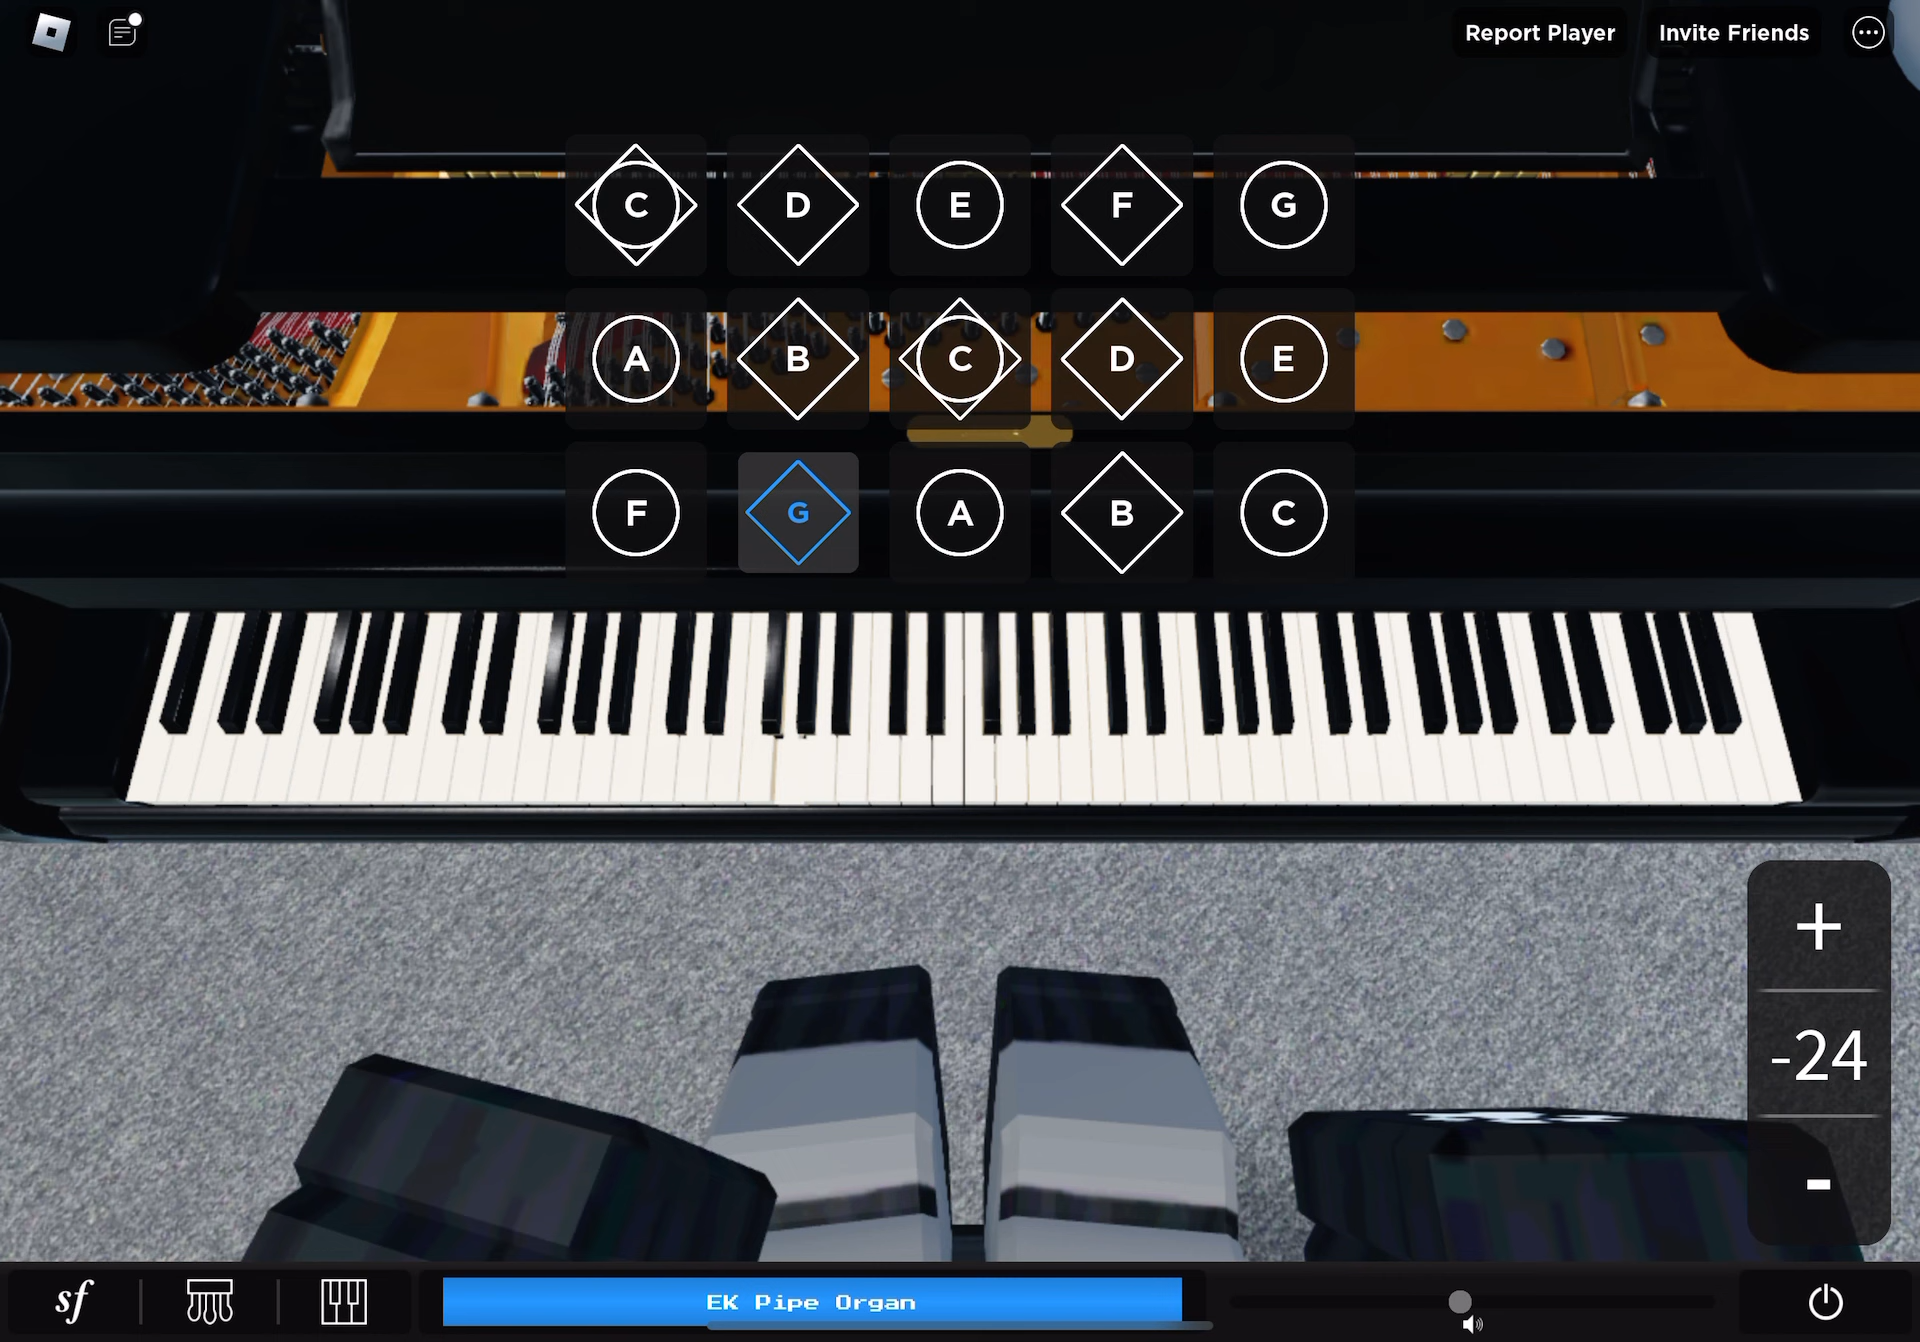 Report Player Invite Friends
C D E F G
A B C D E
F G A B C
+
-24
-
sf
EK Pipe Organ